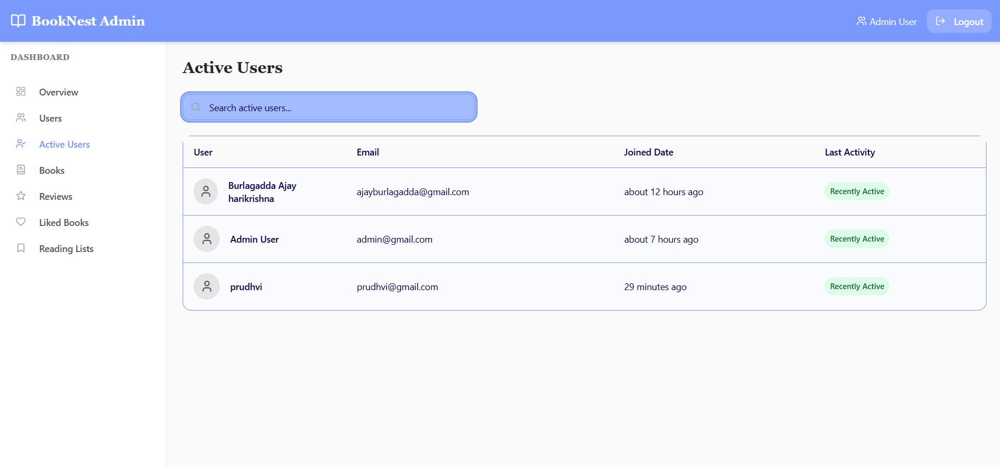 BookNest Admin
Admin User
Logout
DASHBOARD
Overview
Users
Active Users
Books
Reviews
Liked Books
Reading Lists
Active Users
Search active users...
User Email Joined Date Last Activity
Burlagadda Ajay
harikrishna
ajayburlagadda@gmail.com about 12 hours ago Recently Active
Admin User admin@gmail.com about 7 hours ago Recently Active
prudhvi prudhvi@gmail.com 29 minutes ago Recently Active